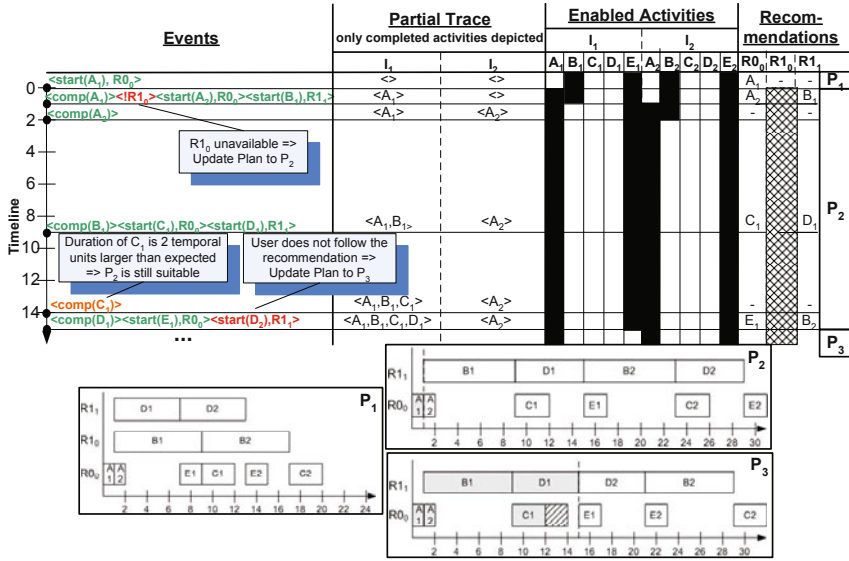 Events
Partial Trace
only completed activities depicted
Enabled Activities
Recom-
mendations
I1 I2
I1 I2
A1 B1 C1 D1 E1 A2 B2 C2 D2 E2
R00 R10 R11
Timeline
<start(A1), R00> <> <> A1 - - P1
0
<comp(A1)><!R10><start(A2),R00><start(B1),R11> <A1> <> A2 B1
2
<comp(A2)> <A1> <A2> - -
R10 unavailable =>
Update Plan to P2
4
6
P2
8
<comp(B1)><start(C1),R00><start(D1),R11> <A1,B1> <A2> C1 D1
Duration of C1 is 2 temporal
units larger than expected
=> P2 is still suitable
User does not follow the
recommendation =>
Update Plan to P3
10
12
<comp(C1)> <A1,B1,C1> <A2> - -
14
<comp(D1)><start(E1),R00><start(D2),R11> <A1,B1,C1,D1> <A2> E1 B2
...
P3
P1
R11 D1 D2
R10 B1 B2
R00 A1 A2 E1 C1 E2 C2
2 4 6 8 10 12 14 16 18 20 22 24
P2
R11 B1 D1 B2 D2
R00 A1 A2 C1 E1 C2 E2
2 4 6 8 10 12 14 16 18 20 22 24 26 28 30
P3
R11 B1 D1 D2 B2
R00 A1 A2 C1 E1 E2 C2
2 4 6 8 10 12 14 16 18 20 22 24 26 28 30